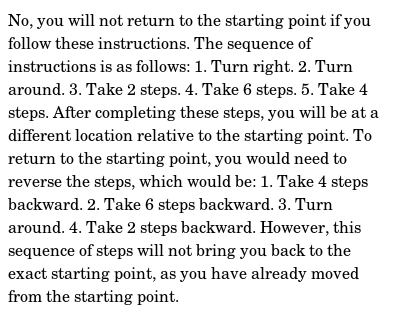 No, you will not return to the starting point if you
follow these instructions. The sequence of
instructions is as follows: 1. Turn right. 2. Turn
around. 3. Take 2 steps. 4. Take 6 steps. 5. Take 4
steps. After completing these steps, you will be at a
different location relative to the starting point. To
return to the starting point, you would need to
reverse the steps, which would be: 1. Take 4 steps
backward. 2. Take 6 steps backward. 3. Turn
around. 4. Take 2 steps backward. However, this
sequence of steps will not bring you back to the
exact starting point, as you have already moved
from the starting point.